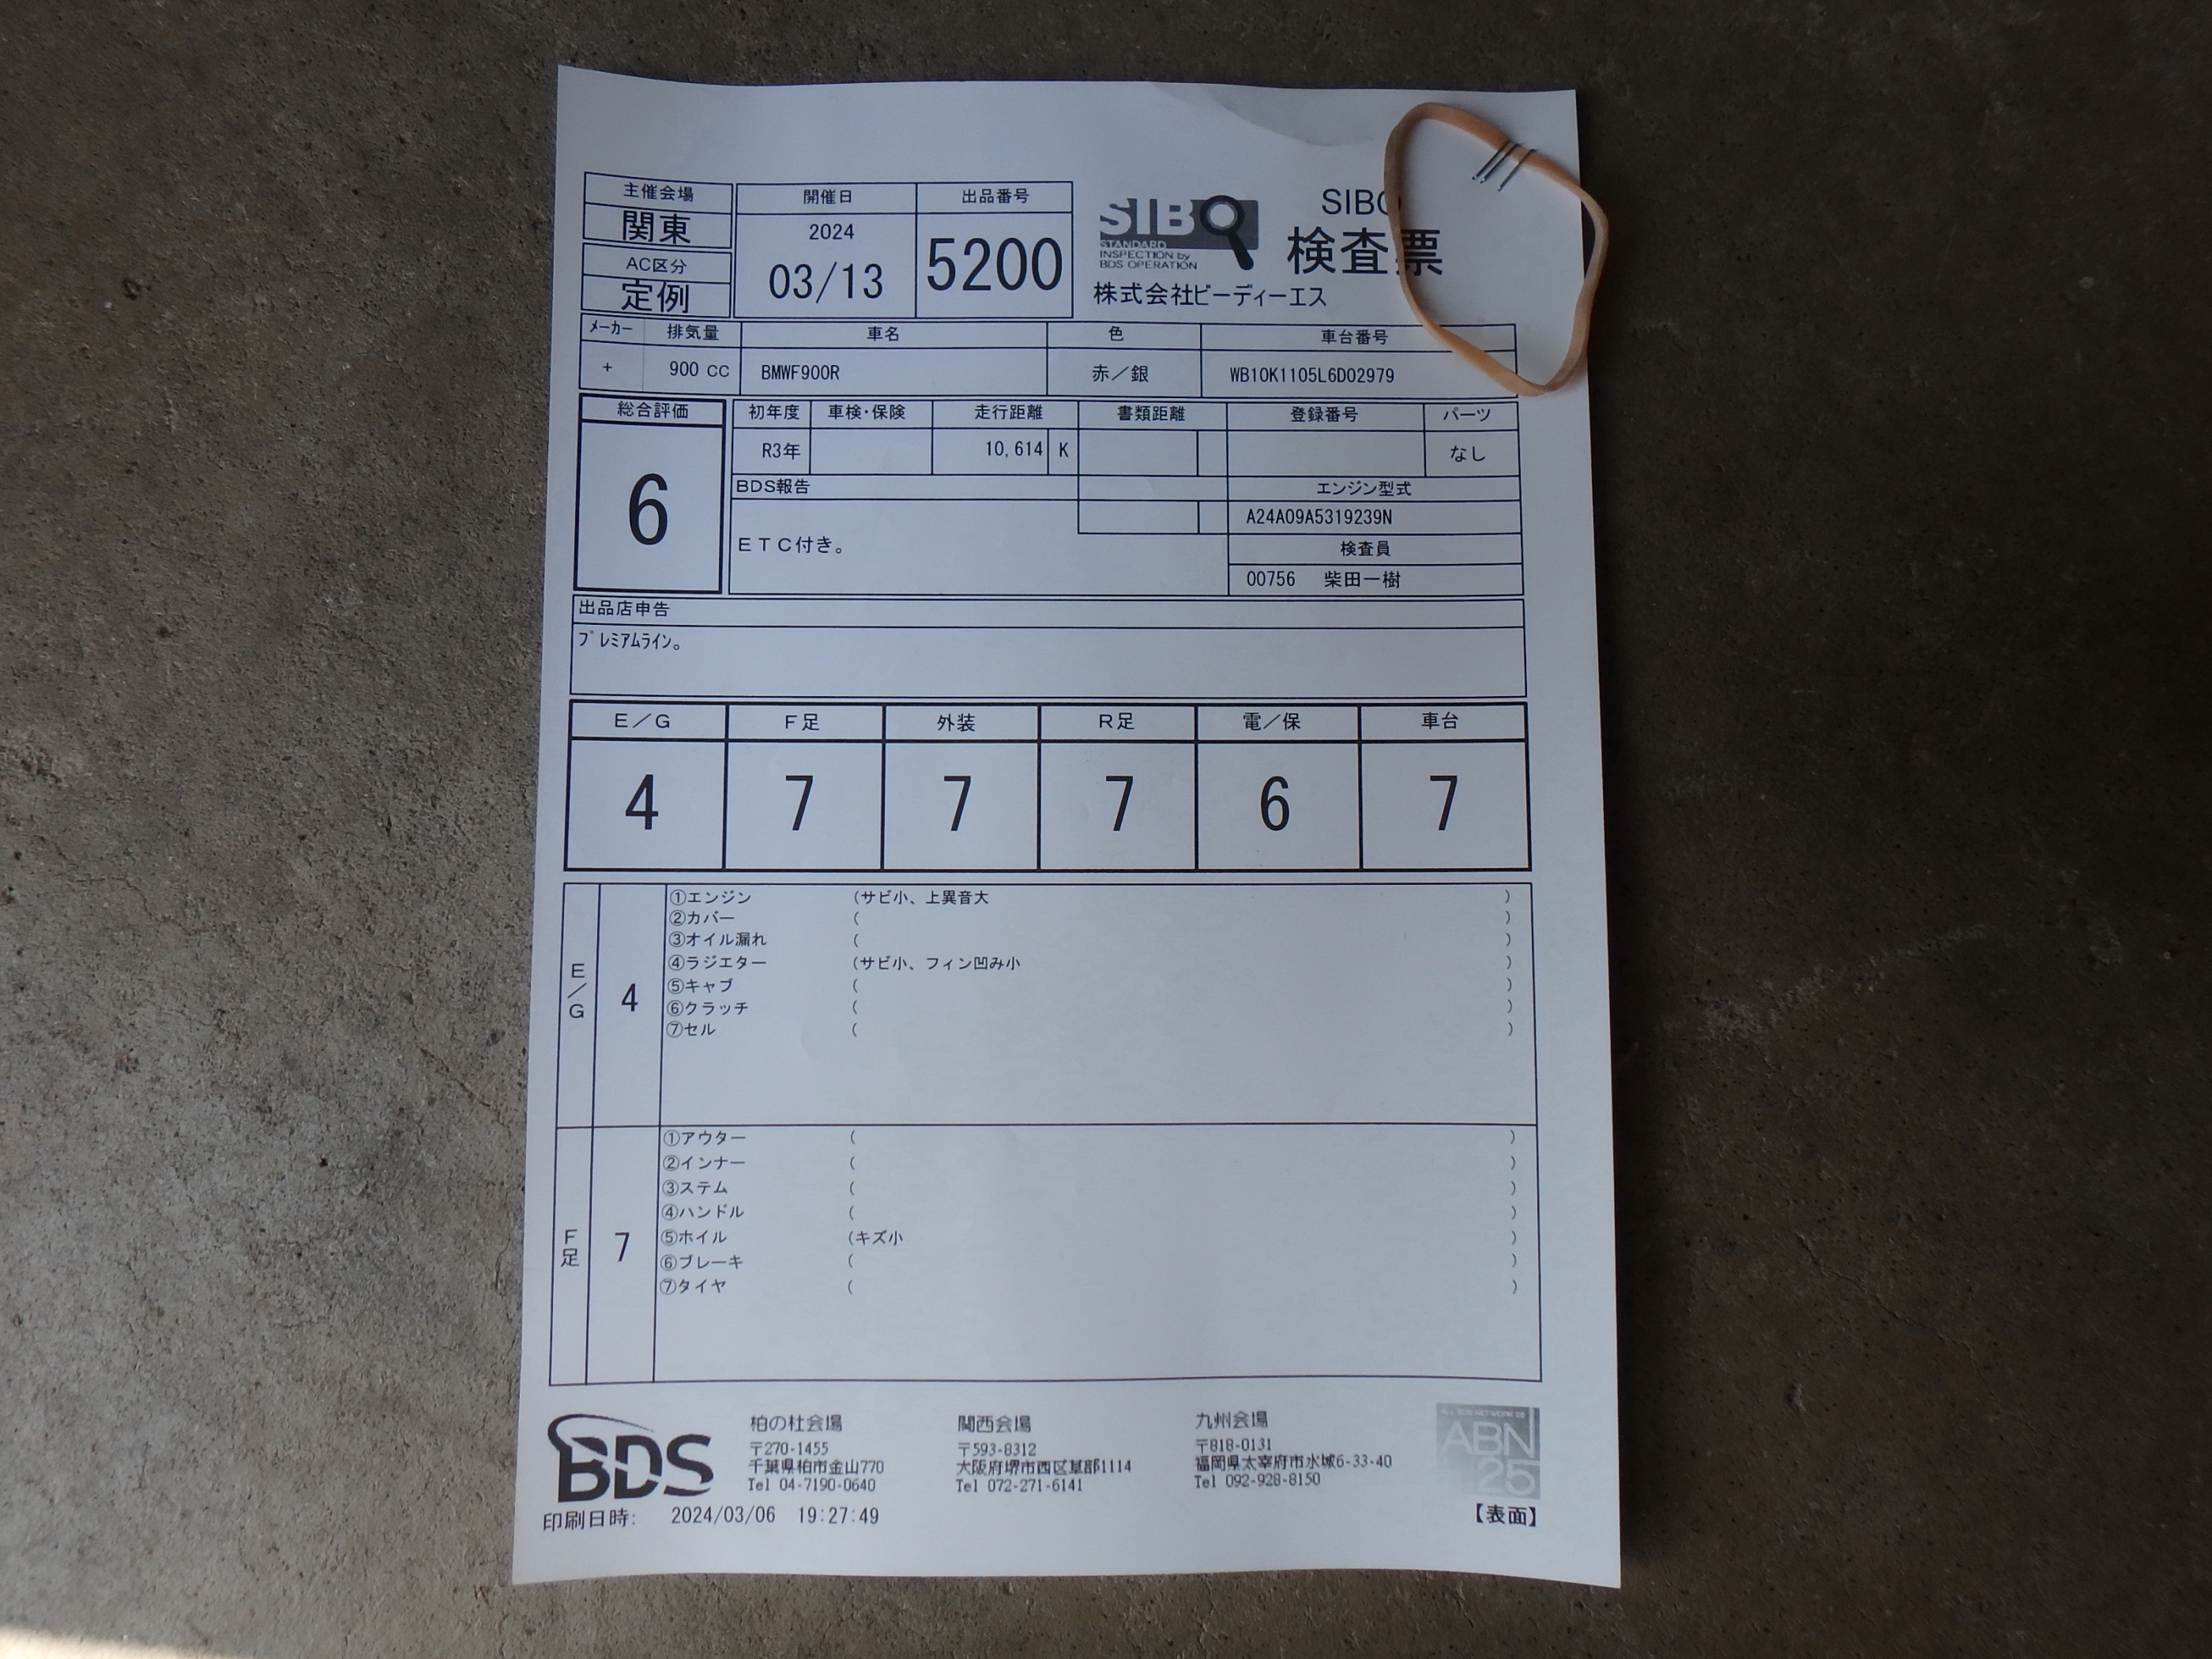 主催会場
関東
AC区分
定例
開催日
2024
03/13
出品番号
5200
SIBO
STANDARD
INSPECTION by
BDS OPERATION
SIBO
検査票
株式会社ビーディーエス
メーカー 排気量 車名 色 車台番号
+ 900 CC BMWF900R 赤／銀 WB10K1105L6D02979
総合評価 初年度 車検・保険 走行距離 書類距離 登録番号 パーツ
6
R3年 10,614 K なし
BDS報告 エンジン型式
A24A09A5319239N
ＥＴＣ付き。 検査員
00756 柴田一樹
出品店申告
ﾌﾟﾚﾐｱﾑﾗｲﾝ。
Ｅ／Ｇ Ｆ足 外装 Ｒ足 電／保 車台
4 7 7 7 6 7
Ｅ／Ｇ
4
①エンジン (サビ小、上異音大 )
②カバー ( )
③オイル漏れ ( )
④ラジエター (サビ小、フィン凹み小 )
⑤キャブ ( )
⑥クラッチ ( )
⑦セル ( )
Ｆ足
7
①アウター ( )
②インナー ( )
③ステム ( )
④ハンドル ( )
⑤ホイル (キズ小 )
⑥ブレーキ ( )
⑦タイヤ ( )
BDS
柏の杜会場
〒270-1455
千葉県柏市金山770
Tel 04-7190-0640
関西会場
〒593-8312
大阪府堺市西区草部1114
Tel 072-271-6141
九州会場
〒818-0131
福岡県太宰府市水城6-33-40
Tel 092-928-8150
ABN
25
印刷日時: 2024/03/06 19:27:49
【表面】